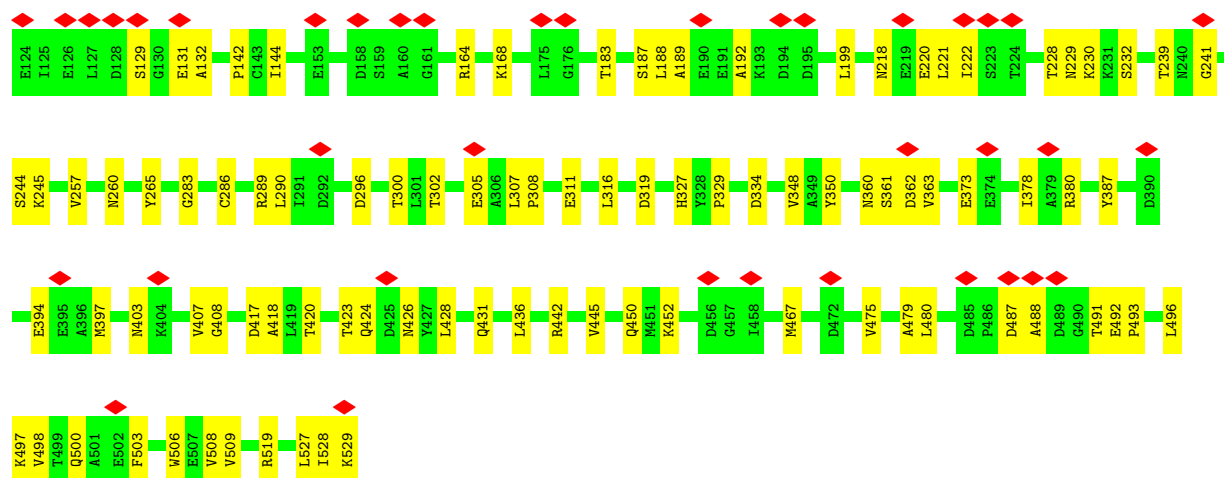 E124 I125 E126 L127 D128 S129 G130 E131 A132 P142 C143 I144 E153 D158 S159 A160 G161 R164 K168 L175 G176 T183 S187 L188 A189 E190 E191 A192 K193 D194 D195 L199 N218 E219 E220 L221 I222 S223 T224 T228 N229 K230 K231 S232 T239 N240 G241
S244 K245 V257 N260 Y265 G283 C286 R289 L290 I291 D292 D296 T300 L301 T302 E305 A306 L307 P308 E311 L316 D319 H327 Y328 P329 D334 V348 A349 Y350 N360 S361 D362 V363 E373 E374 I378 A379 R380 Y387 D390
E394 E395 A396 M397 N403 K404 V407 G408 D417 A418 L419 T420 T423 Q424 D425 N426 Y427 L428 Q431 L436 R442 V445 Q450 M451 K452 D456 G457 I458 M467 D472 V475 A479 L480 D485 P486 D487 A488 D489 G490 T491 E492 P493 L496
K497 V498 T499 Q500 A501 E502 F503 W506 E507 V508 V509 R519 L527 I528 K529